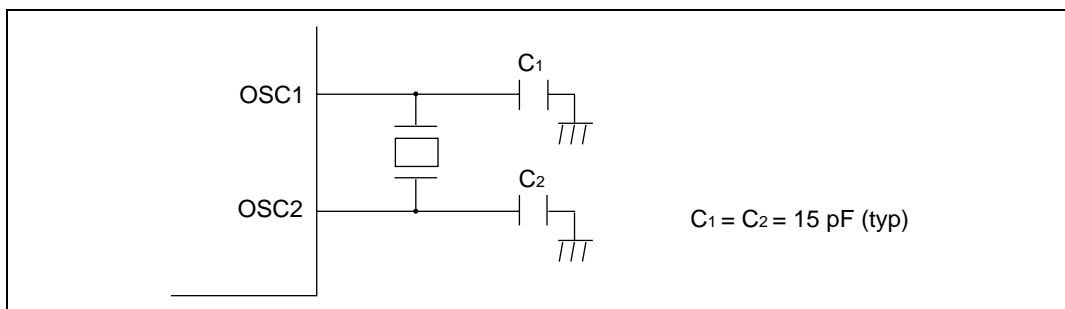 C1
OSC1
C2
OSC2
C1 = C2 = 15 pF (typ)